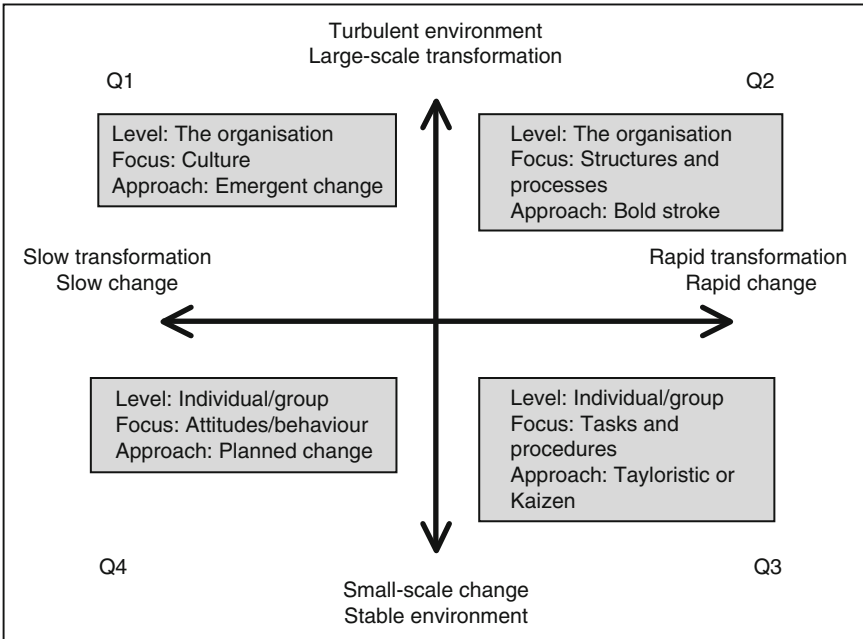 Turbulent environment
Large-scale transformation
Q1
Q2
Level: The organisation
Focus: Culture
Approach: Emergent change
Level: The organisation
Focus: Structures and
processes
Approach: Bold stroke
Slow transformation
Slow change
Rapid transformation
Rapid change
Level: Individual/group
Focus: Attitudes/behaviour
Approach: Planned change
Level: Individual/group
Focus: Tasks and
procedures
Approach: Tayloristic or
Kaizen
Q4
Q3
Small-scale change
Stable environment